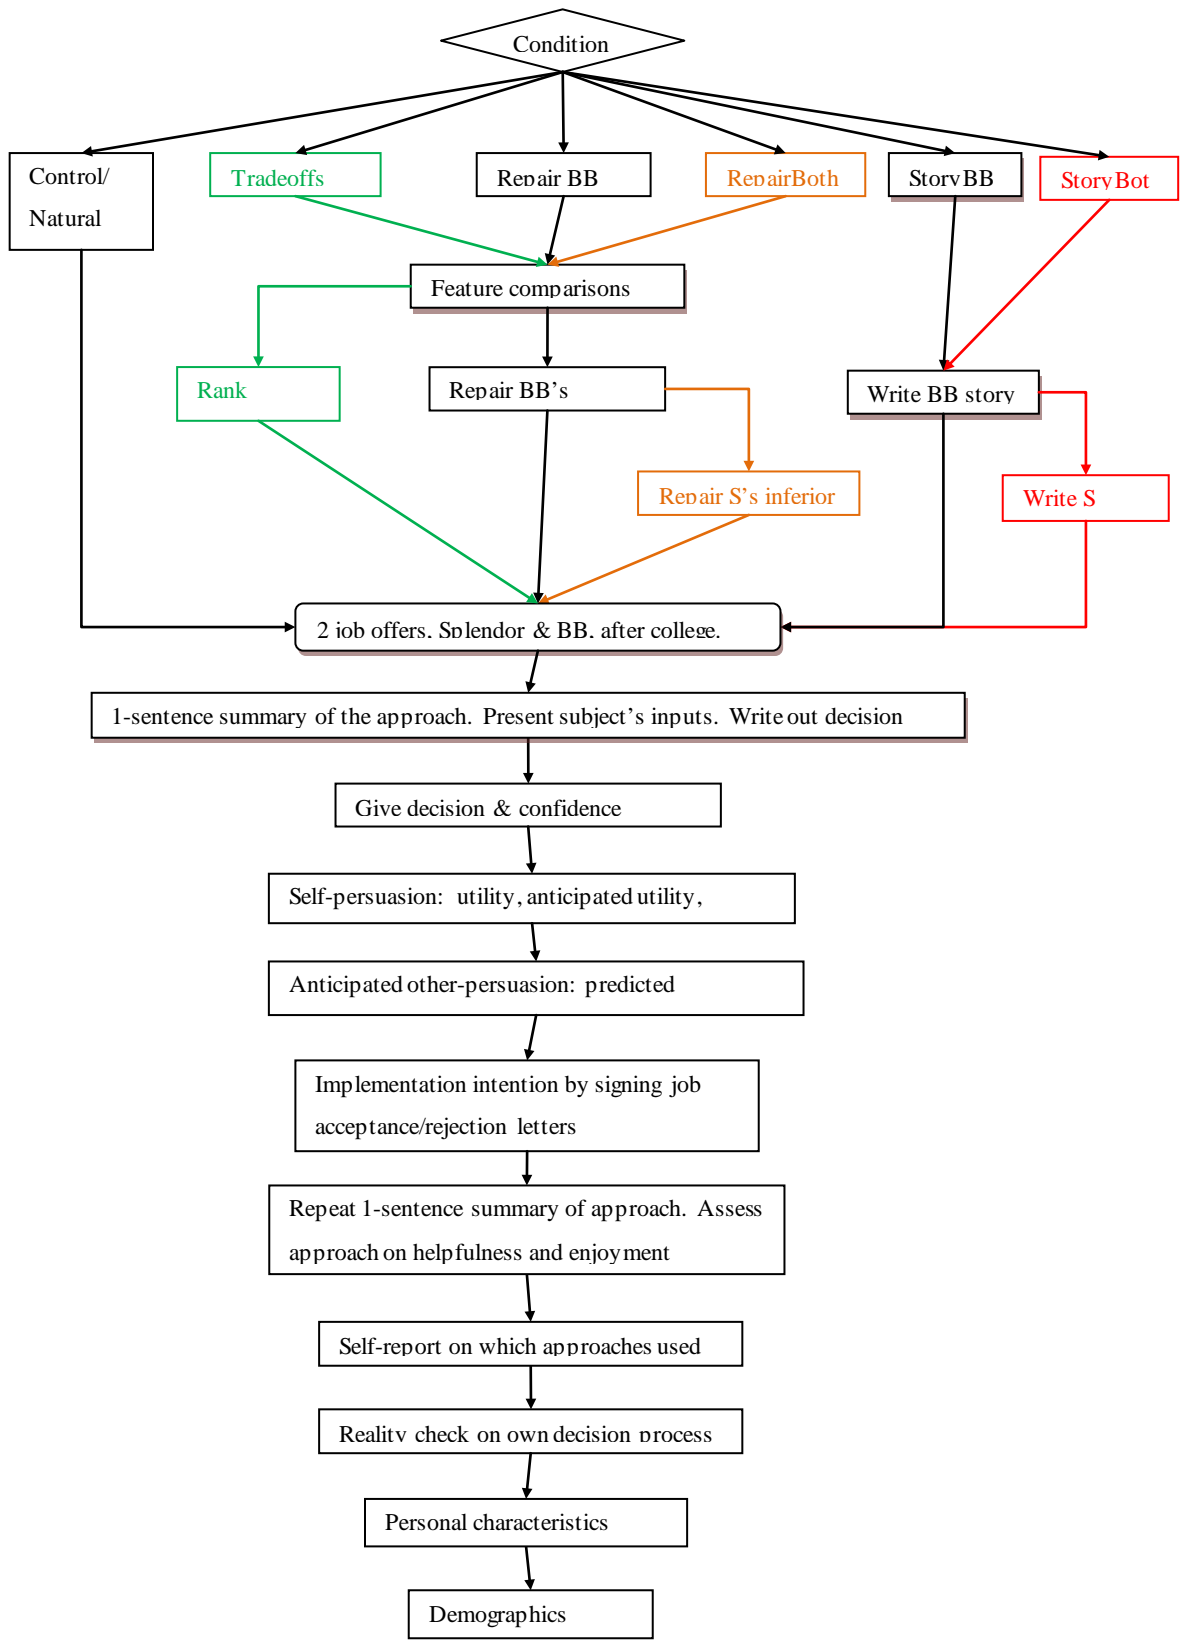 Condition
Control/
Natural
Tradeoffs
Repair BB
RepairBoth
StoryBB
StoryBot
Feature comparisons
Rank
Repair BB's
Write BB story
Repair S's inferior
Write S
2 job offers, Splendor & BB, after college.
1-sentence summary of the approach. Present subject's inputs. Write out decision
Give decision & confidence
Self-persuasion: utility, anticipated utility,
Anticipated other-persuasion: predicted
Implementation intention by signing job
acceptance/rejection letters
Repeat 1-sentence summary of approach. Assess
approach on helpfulness and enjoyment
Self-report on which approaches used
Reality check on own decision process
Personal characteristics
Demographics